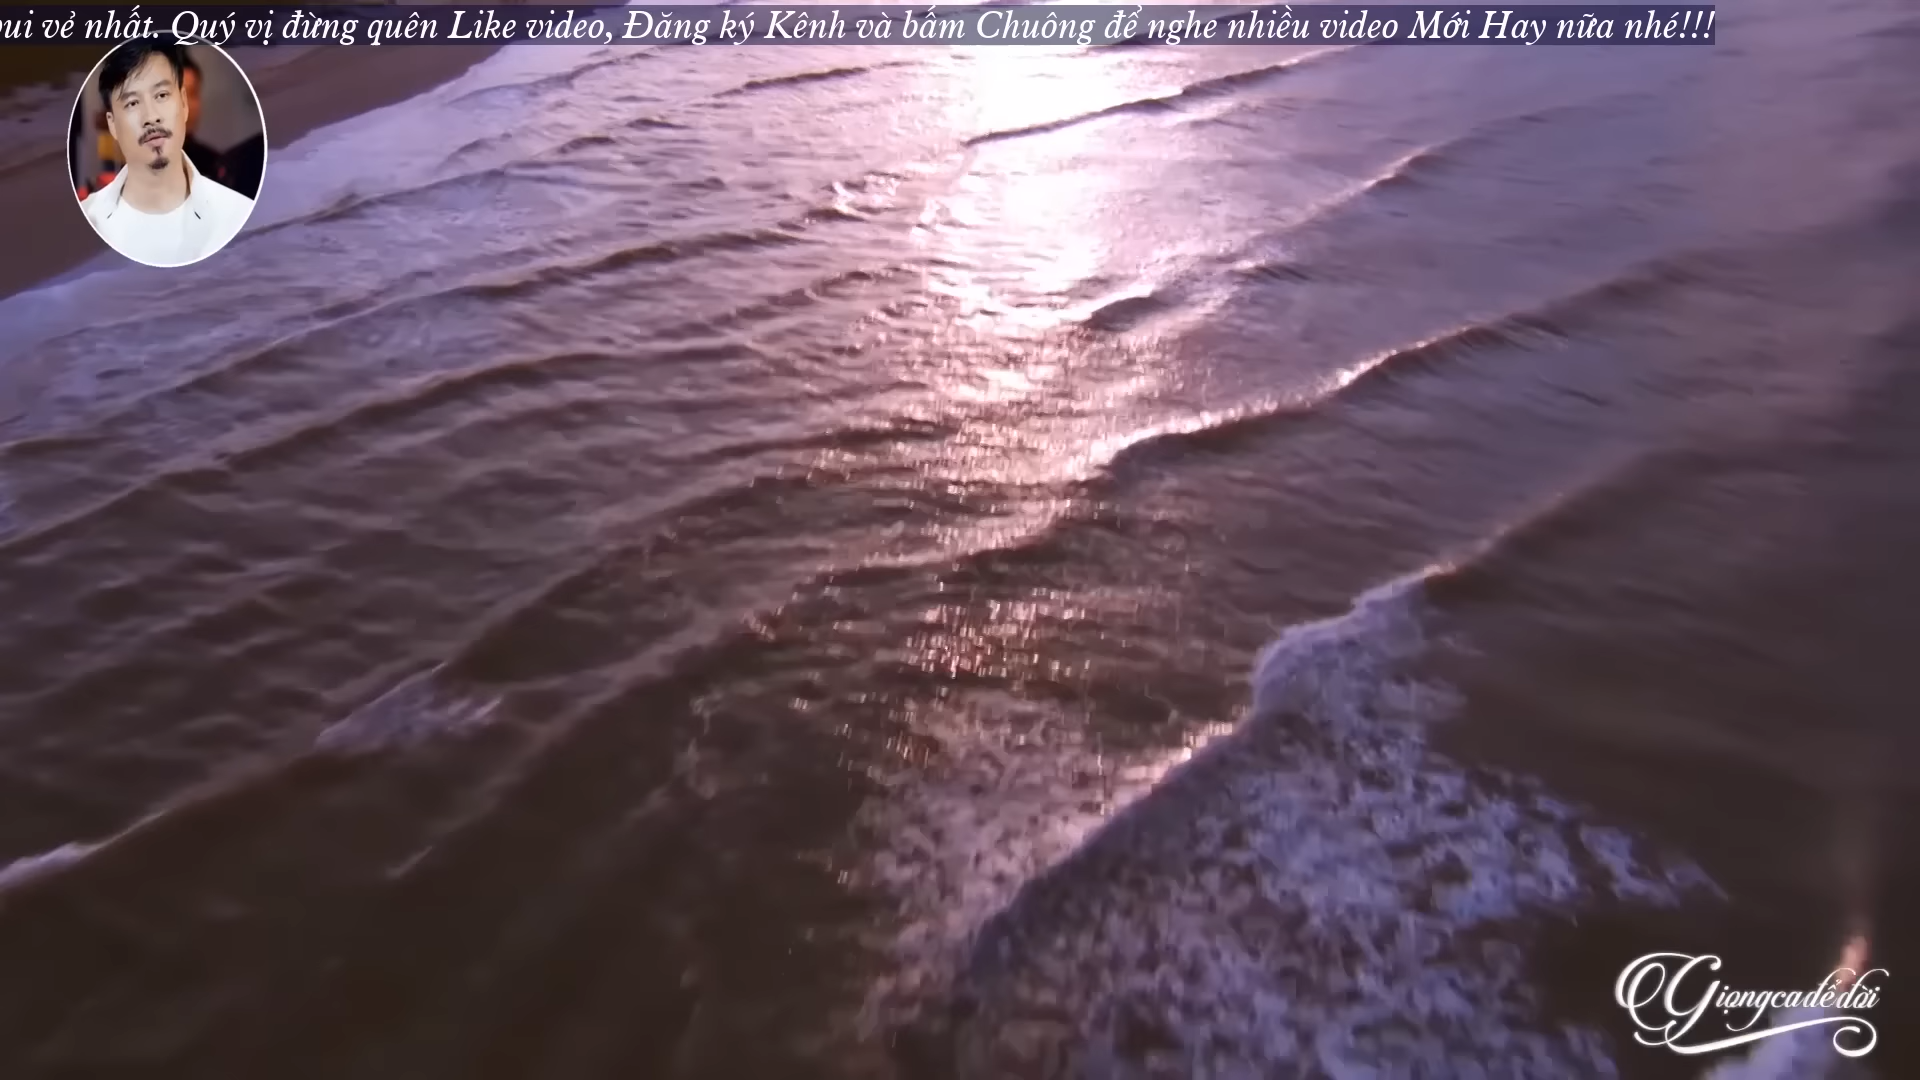 vui vẻ nhất. Quý vị đừng quên Like video, Đăng ký Kênh và bấm Chuông để nghe nhiều video Mới Hay nữa nhé!!!
Giọngcađểđời